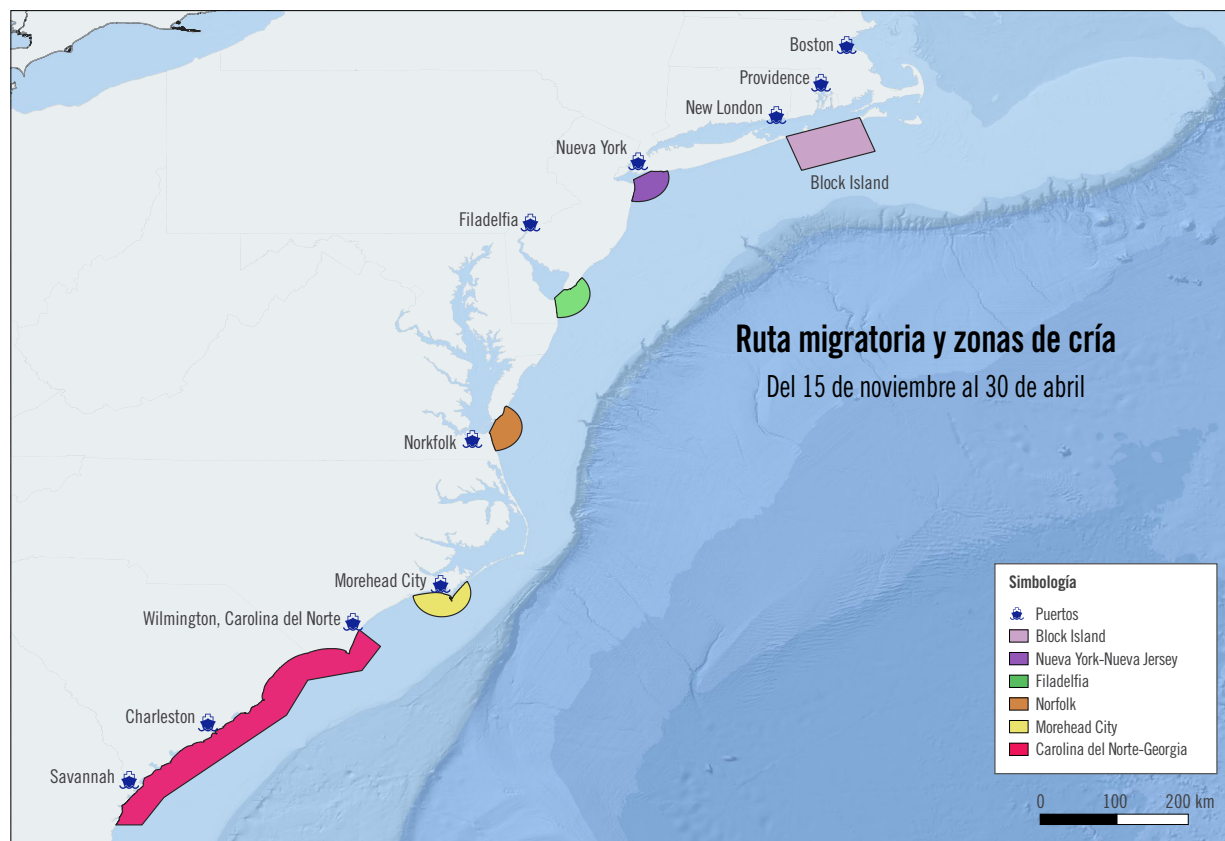 Boston
Providence
New London
Nueva York
Block Island
Filadelfia
Ruta migratoria y zonas de cría
Del 15 de noviembre al 30 de abril
Norkfolk
Morehead City
Wilmington, Carolina del Norte
Charleston
Savannah
Simbología
Puertos
Block Island
Nueva York-Nueva Jersey
Filadelfia
Norfolk
Morehead City
Carolina del Norte-Georgia
0 100 200 km